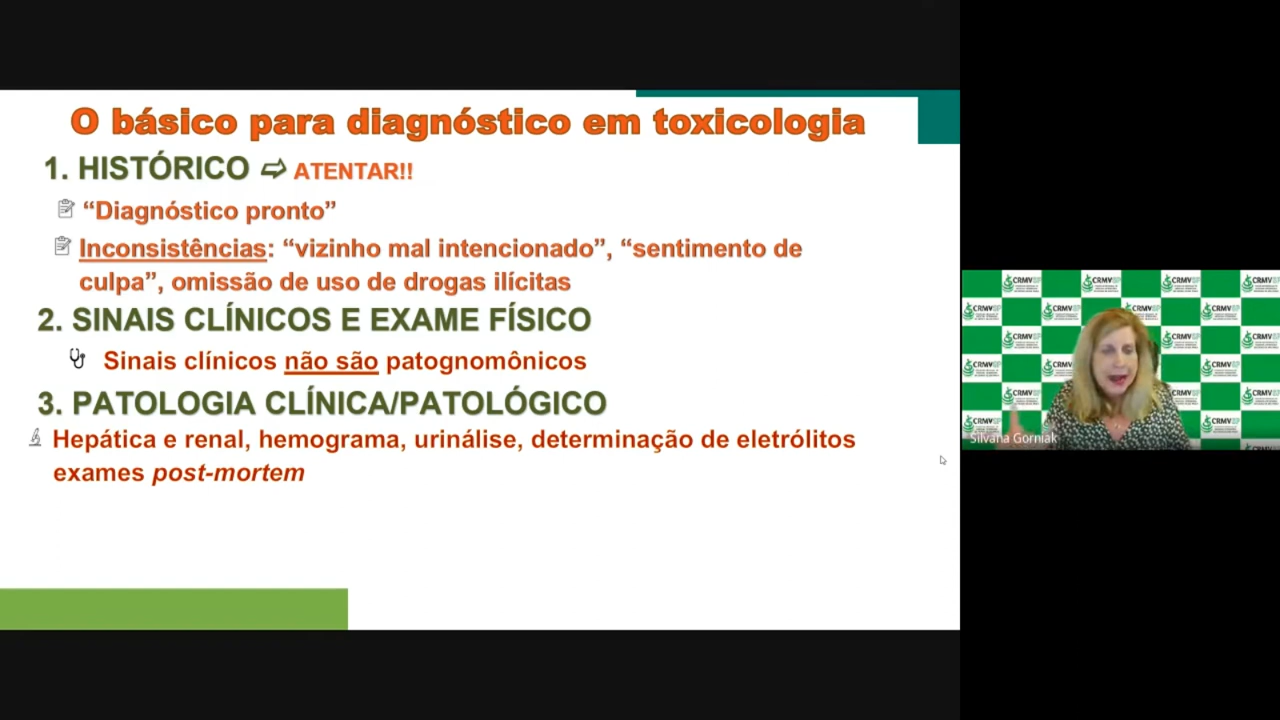 O básico para diagnóstico em toxicologia
1. HISTÓRICO ⇨ ATENTAR!!
“Diagnóstico pronto”
Inconsistências: “vizinho mal intencionado”, “sentimento de
culpa”, omissão de uso de drogas ilícitas
2. SINAIS CLÍNICOS E EXAME FÍSICO
Sinais clínicos não são patognomônicos
3. PATOLOGIA CLÍNICA/PATOLÓGICO
Hepática e renal, hemograma, urinálise, determinação de eletrólitos
exames post-mortem
CRMVSP
Silvana Gorniak